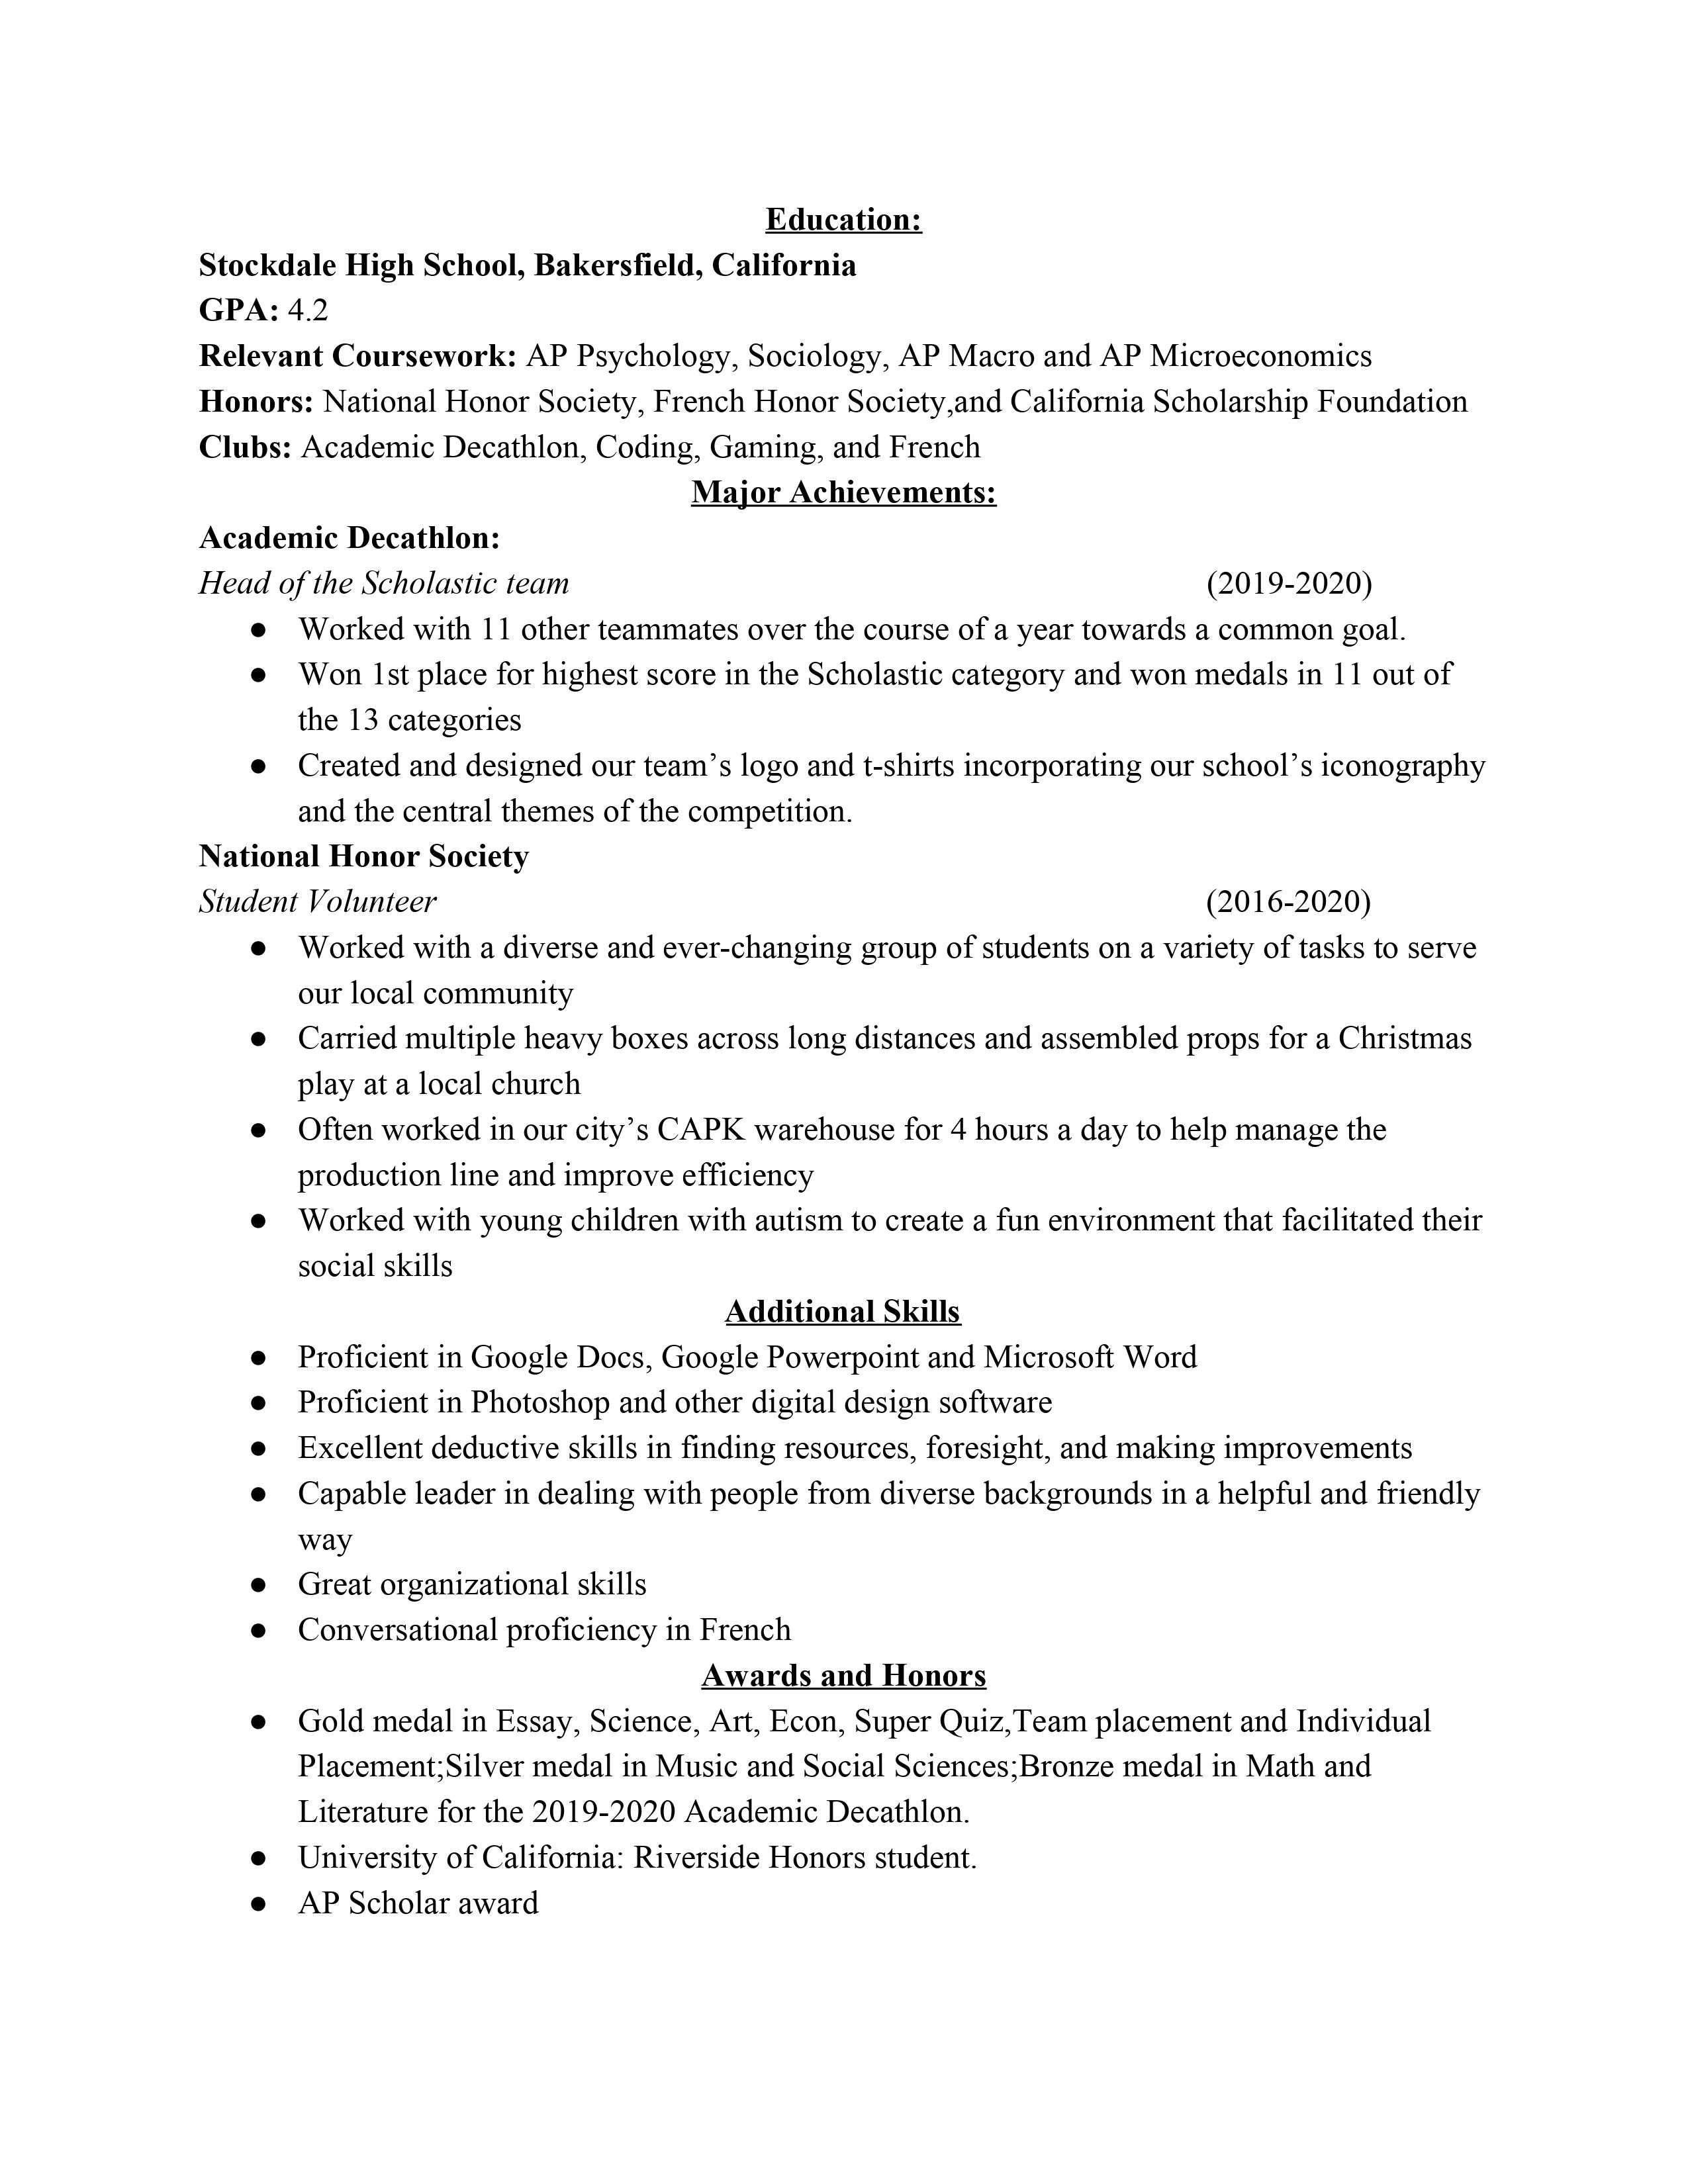 Education:
Stockdale High School, Bakersfield, California
GPA: 4.2
Relevant Coursework: AP Psychology, Sociology, AP Macro and AP Microeconomics
Honors: National Honor Society, French Honor Society,and California Scholarship Foundation
Clubs: Academic Decathlon, Coding, Gaming, and French
Major Achievements:
Academic Decathlon:
Head of the Scholastic team (2019-2020)
● Worked with 11 other teammates over the course of a year towards a common goal.
● Won 1st place for highest score in the Scholastic category and won medals in 11 out of
the 13 categories
● Created and designed our team’s logo and t-shirts incorporating our school’s iconography
and the central themes of the competition.
National Honor Society
Student Volunteer (2016-2020)
● Worked with a diverse and ever-changing group of students on a variety of tasks to serve
our local community
● Carried multiple heavy boxes across long distances and assembled props for a Christmas
play at a local church
● Often worked in our city’s CAPK warehouse for 4 hours a day to help manage the
production line and improve efficiency
● Worked with young children with autism to create a fun environment that facilitated their
social skills
Additional Skills
● Proficient in Google Docs, Google Powerpoint and Microsoft Word
● Proficient in Photoshop and other digital design software
● Excellent deductive skills in finding resources, foresight, and making improvements
● Capable leader in dealing with people from diverse backgrounds in a helpful and friendly
way
● Great organizational skills
● Conversational proficiency in French
Awards and Honors
● Gold medal in Essay, Science, Art, Econ, Super Quiz,Team placement and Individual
Placement;Silver medal in Music and Social Sciences;Bronze medal in Math and
Literature for the 2019-2020 Academic Decathlon.
● University of California: Riverside Honors student.
● AP Scholar award